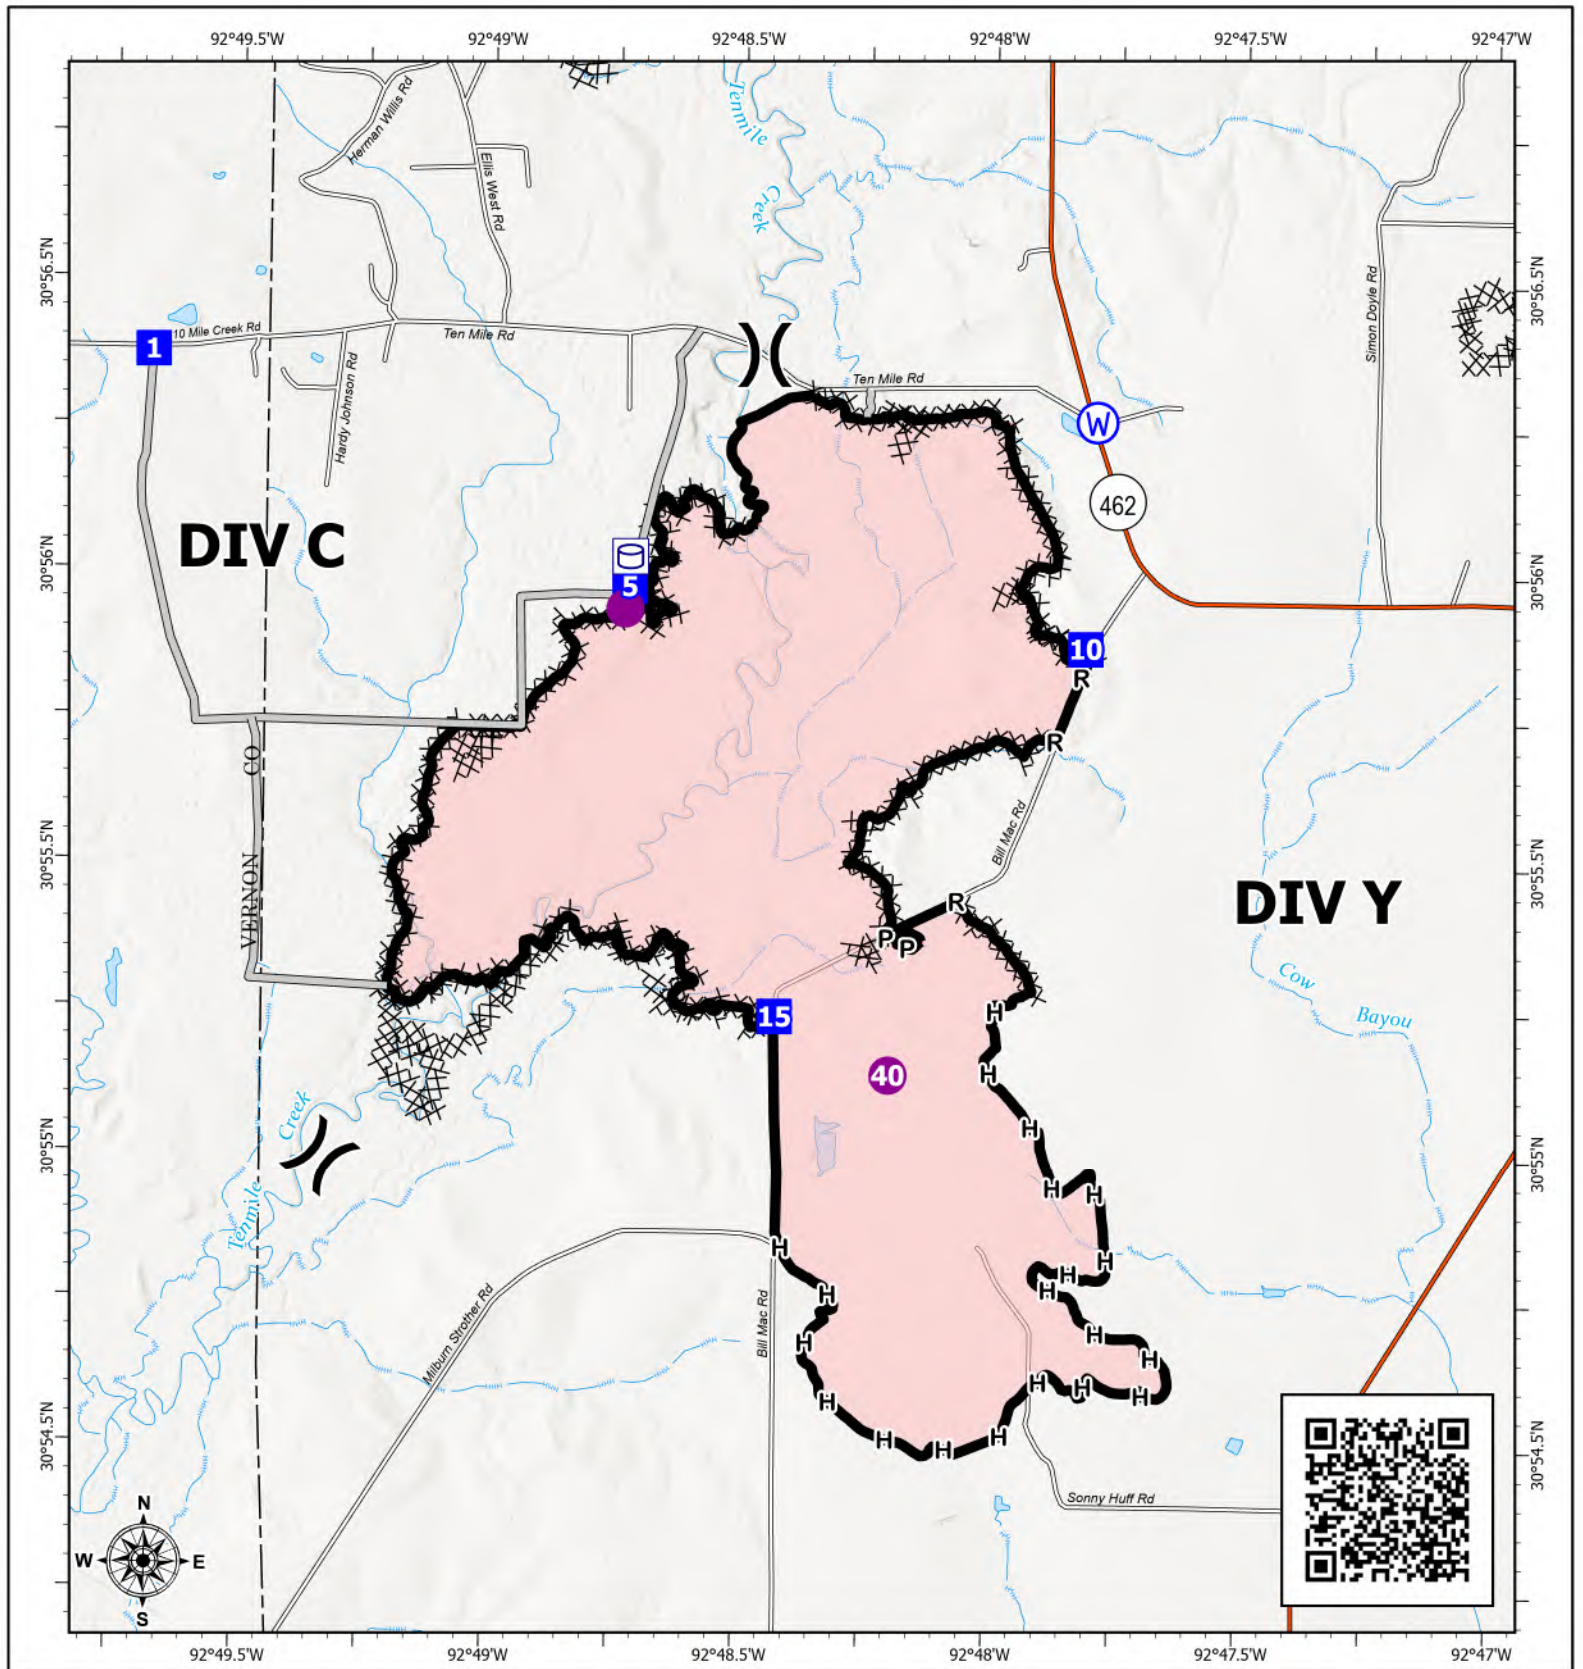 92°49.5'W 92°49'W 92°48.5'W 92°48'W 92°47.5'W 92°47'W
Herman Willis Rd
Ellis West Rd
Tenmile
Creek
30°56.5'N
30°56.5'N
Simon Doyle Rd
10 Mile Creek Rd
Ten Mile Rd
1
Hardy Johnson Rd
Ten Mile Rd
W
462
DIV C
30°56'N
30°56'N
5
10
R
R
VERNON CO
Bill Mac Rd
30°55.5'N
30°55.5'N
DIV Y
R
P
P
Cow
Bayou
15
H
40
H
Creek
H
30°55'N
30°55'N
Tenmile
H
H
H
H
H
H
H
H
Milburn Strother Rd
Bill Mac Rd
H
H
H
H
H
H
H
H
H
H
30°54.5'N
30°54.5'N
Sonny Huff Rd
N
W E
S
92°49.5'W 92°49'W 92°48.5'W 92°48'W 92°47.5'W 92°47'W